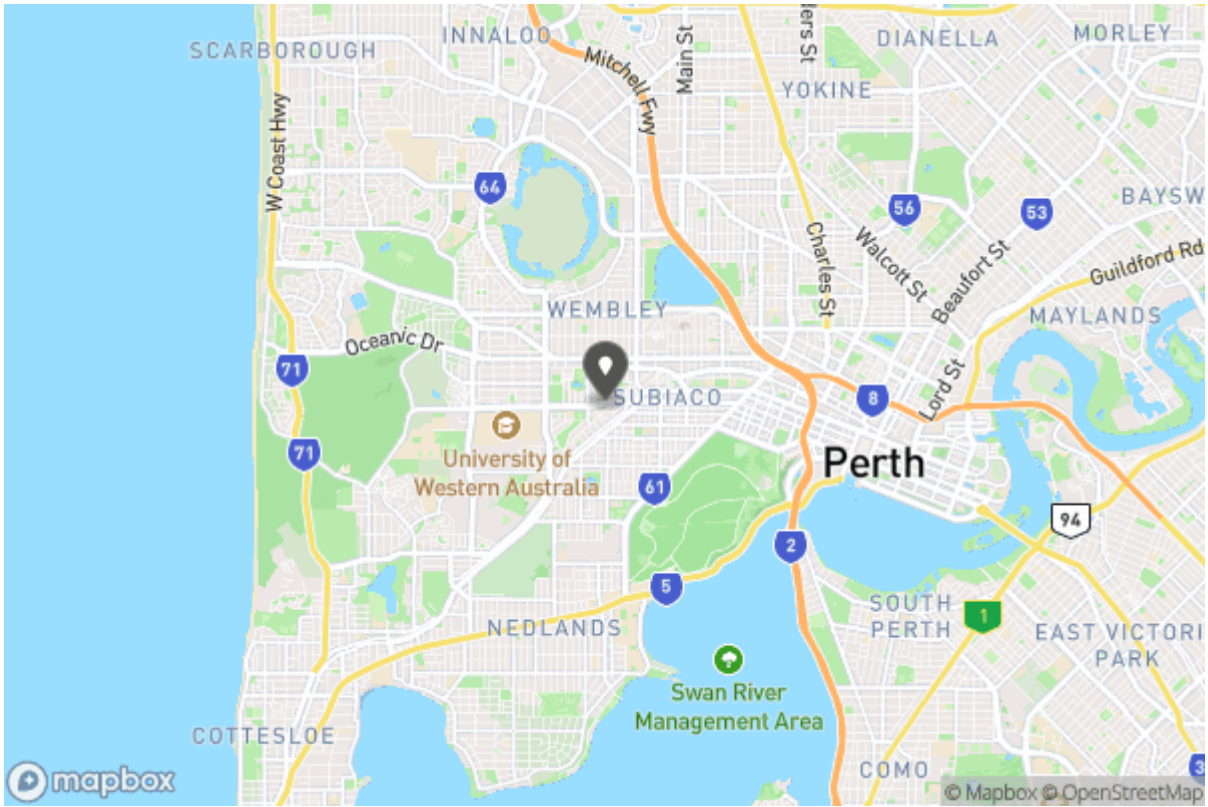 SCARBOROUGH
INNALOO
Main St
ders St
DIANELLA
MORLEY
Mitchell Fwy
YOKINE
W Coast Hwy
64
56
53
BAYSW
Charles St
Walcott St
Beaufort St
Guildford Rd
WEMBLEY
MAYLANDS
Oceanic Dr
71
Lord St
8
SUBIACO
71
University of
Western Australia
61
Perth
94
2
5
SOUTH
PERTH
1
NEDLANDS
EAST VICTORI
PARK
Swan River
Management Area
COTTESLOE
COMO
3
mapbox
© Mapbox © OpenStreetMap